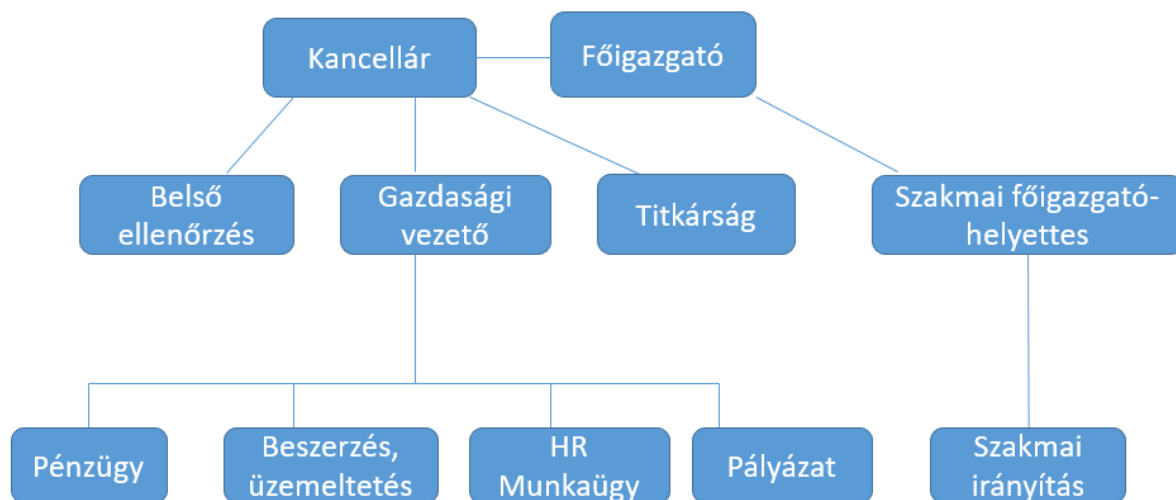 Kancellár
Főigazgató
Belső
ellenőrzés
Gazdasági
vezető
Titkárság
Szakmai főigazgató-
helyettes
Pénzügy
Beszerzés,
üzemeltetés
HR
Munkaügy
Pályázat
Szakmai
irányítás